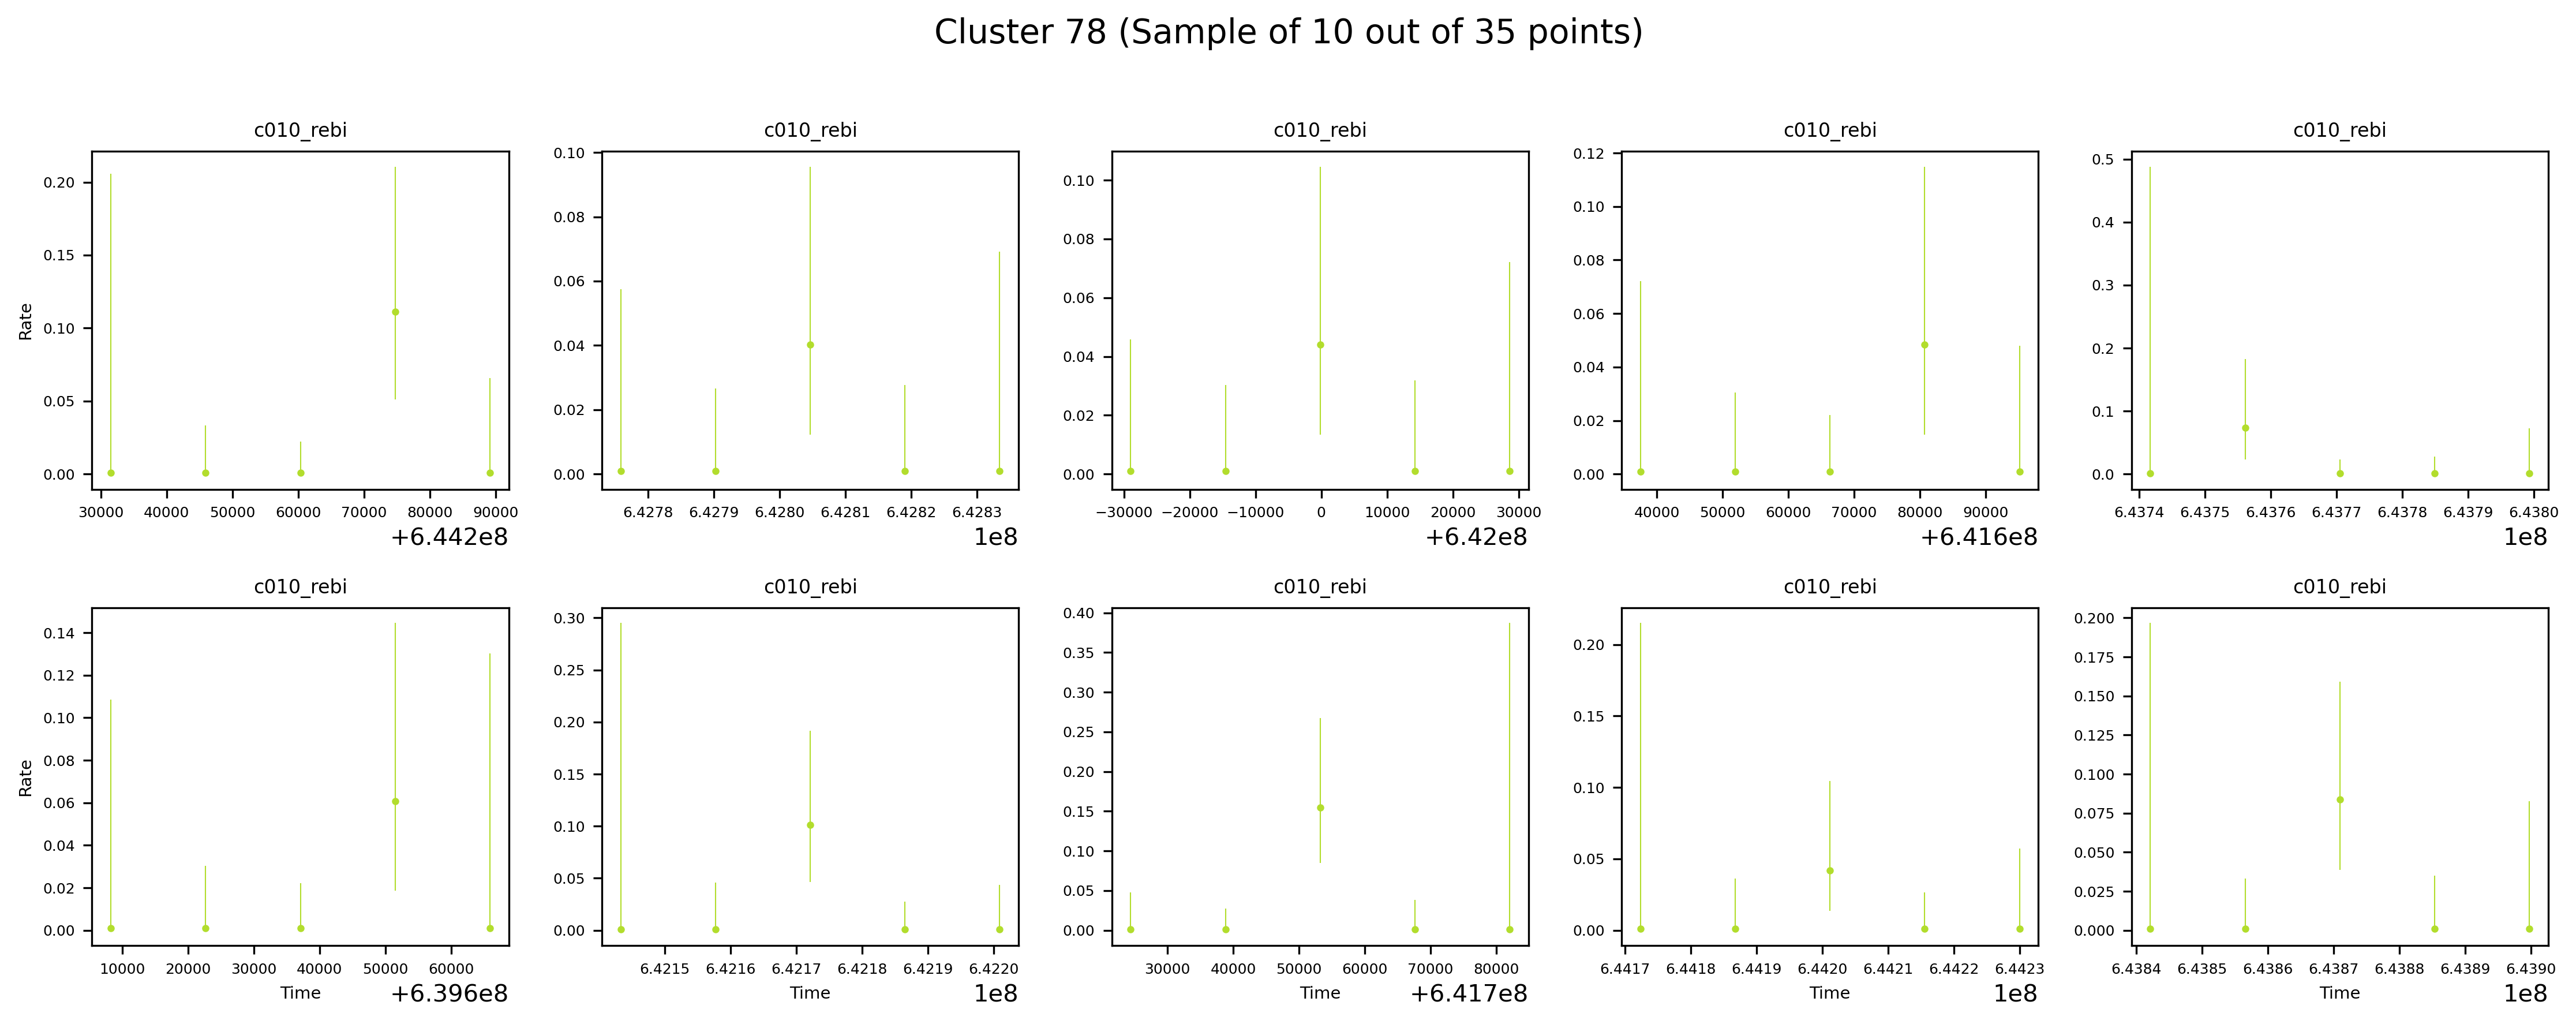 Cluster 78 (Sample of 10 out of 35 points)
c010_rebi c010_rebi c010_rebi c010_rebi c010_rebi
Rate
0.20 0.15 0.10 0.05 0.00
30000 40000 50000 60000 70000 80000 90000
+6.442e8
0.10 0.08 0.06 0.04 0.02 0.00
6.4278 6.4279 6.4280 6.4281 6.4282 6.4283
1e8
0.10 0.08 0.06 0.04 0.02 0.00
−30000 −20000 −10000 0 10000 20000 30000
+6.42e8
0.12 0.10 0.08 0.06 0.04 0.02 0.00
40000 50000 60000 70000 80000 90000
+6.416e8
0.5 0.4 0.3 0.2 0.1 0.0
6.4374 6.4375 6.4376 6.4377 6.4378 6.4379 6.4380
1e8
c010_rebi c010_rebi c010_rebi c010_rebi c010_rebi
Rate
0.14 0.12 0.10 0.08 0.06 0.04 0.02 0.00
10000 20000 30000 40000 50000 60000
Time +6.396e8
0.30 0.25 0.20 0.15 0.10 0.05 0.00
6.4215 6.4216 6.4217 6.4218 6.4219 6.4220
Time 1e8
0.40 0.35 0.30 0.25 0.20 0.15 0.10 0.05 0.00
30000 40000 50000 60000 70000 80000
Time +6.417e8
0.20 0.15 0.10 0.05 0.00
6.4417 6.4418 6.4419 6.4420 6.4421 6.4422 6.4423
Time 1e8
0.200 0.175 0.150 0.125 0.100 0.075 0.050 0.025 0.000
6.4384 6.4385 6.4386 6.4387 6.4388 6.4389 6.4390
Time 1e8